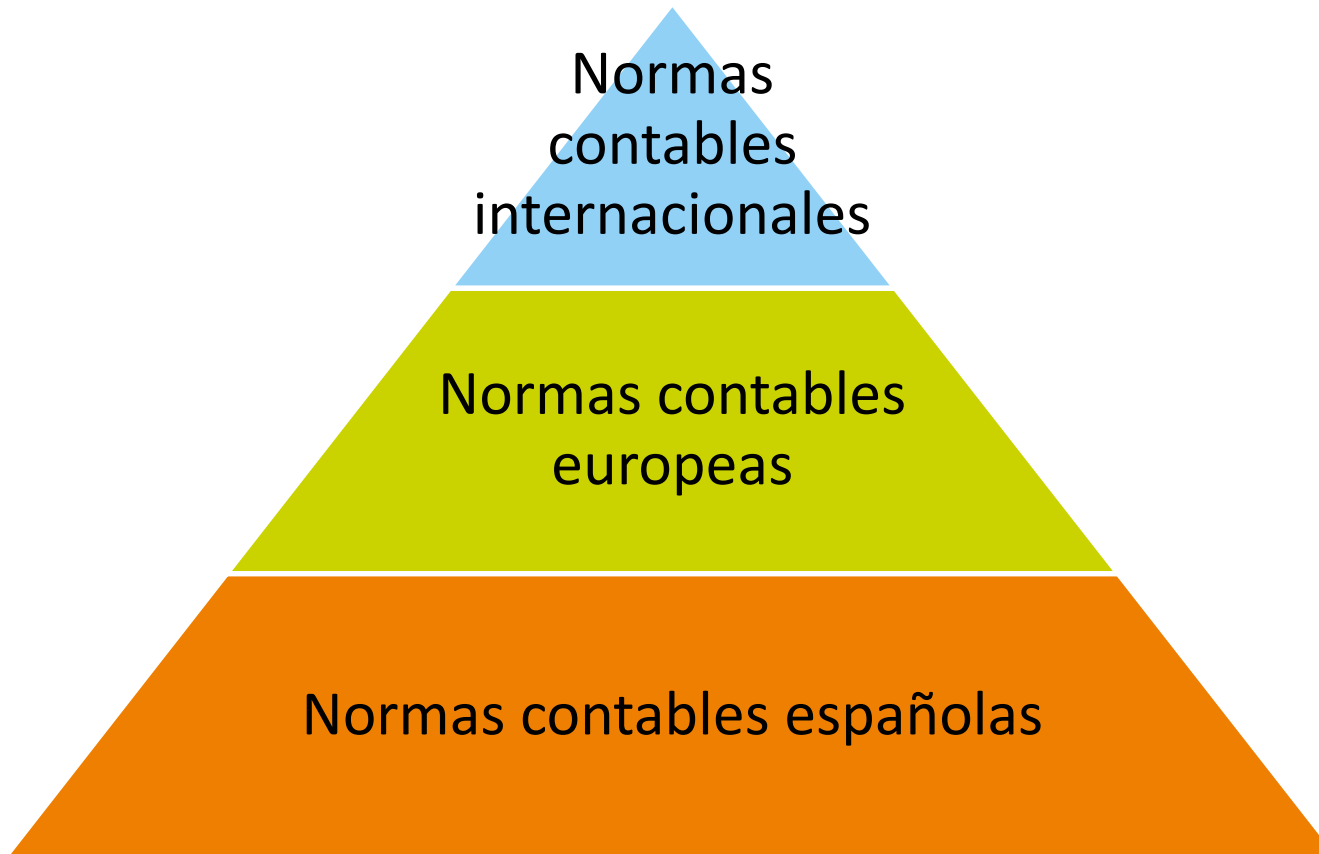 Normas
contables
internacionales
Normas contables
europeas
Normas contables españolas